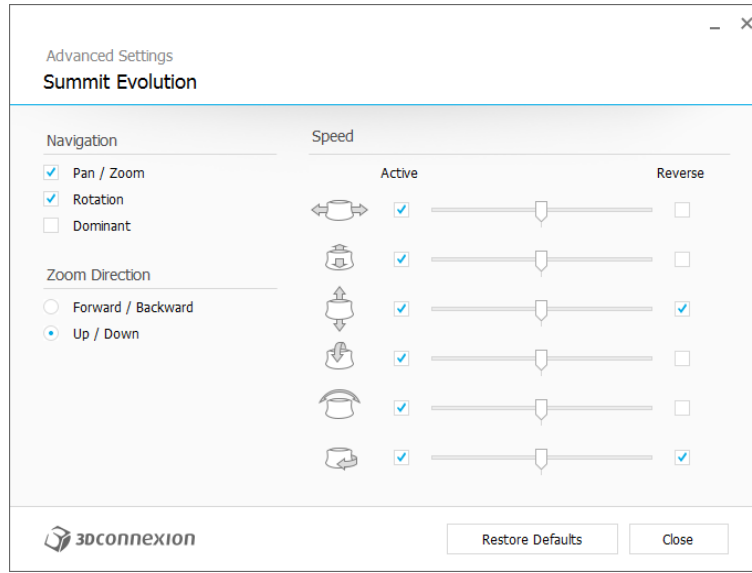 Advanced Settings
Summit Evolution
Navigation
Pan / Zoom
Rotation
Dominant
Zoom Direction
Forward / Backward
Up / Down
Speed
Active
Reverse
3Dconnexion
Restore Defaults
Close